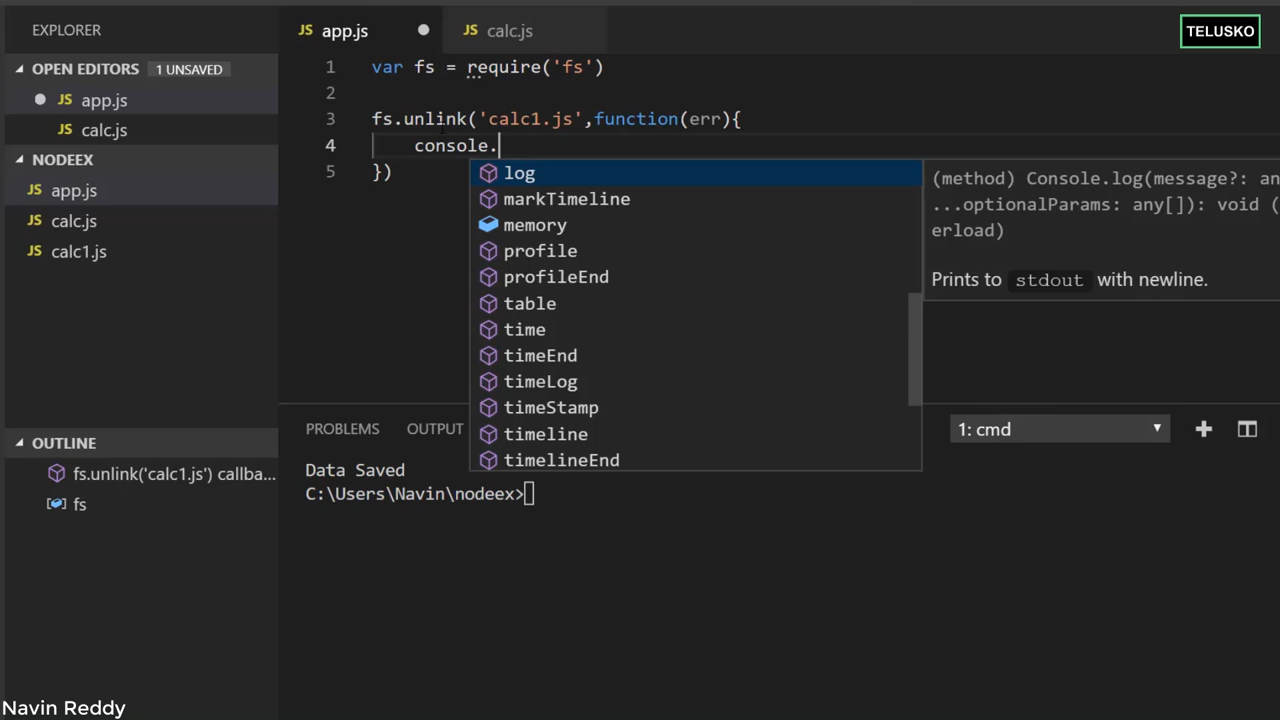 EXPLORER
JS app.js
JS calc.js
TELUSKO
OPEN EDITORS 1 UNSAVED
JS app.js
JS calc.js
NODEEX
JS app.js
JS calc.js
JS calc1.js
1 var fs = require('fs')
2
3 fs.unlink('calc1.js',function(err){
4 console.
5 })
log
markTimeline
memory
profile
profileEnd
table
time
timeEnd
timeLog
timeStamp
timeline
timelineEnd
(method) Console.log(message?: an
...optionalParams: any[]): void (
erload)
Prints to stdout with newline.
OUTLINE
fs.unlink('calc1.js') callba...
fs
PROBLEMS OUTPUT
1: cmd
Data Saved
C:\Users\Navin\nodeex>
Navin Reddy